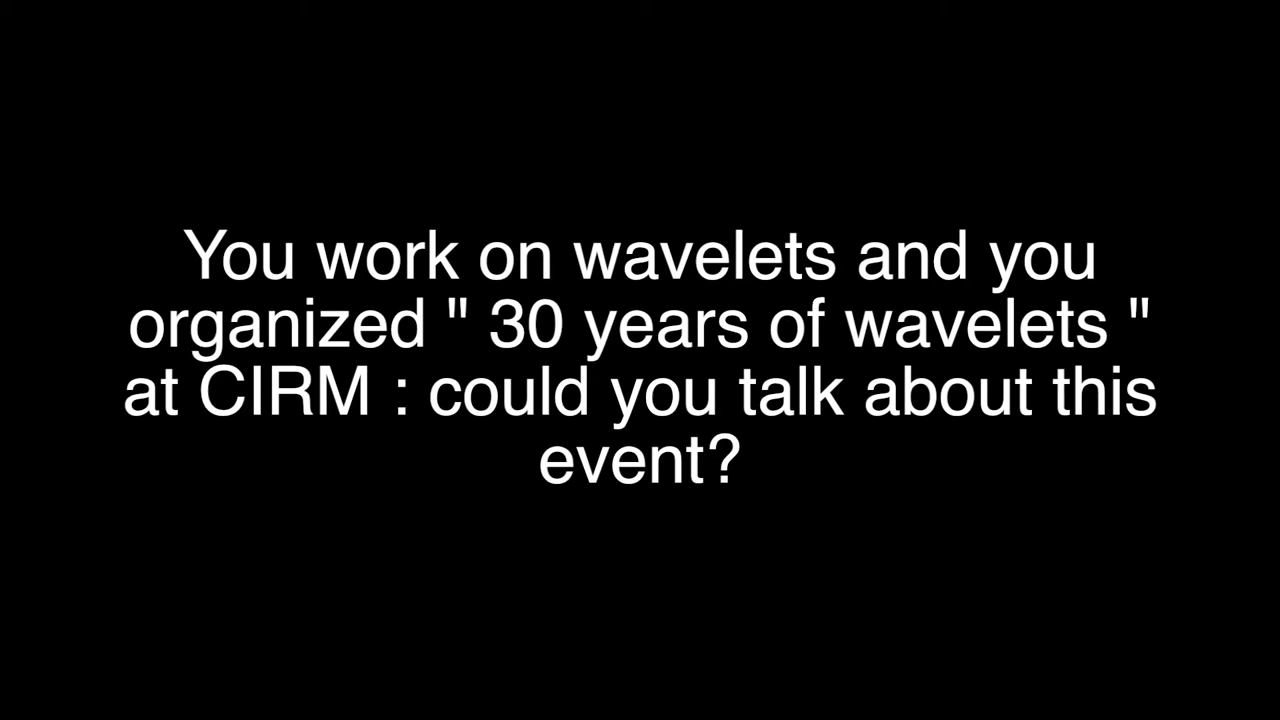 You work on wavelets and you
organized " 30 years of wavelets "
at CIRM : could you talk about this
event?